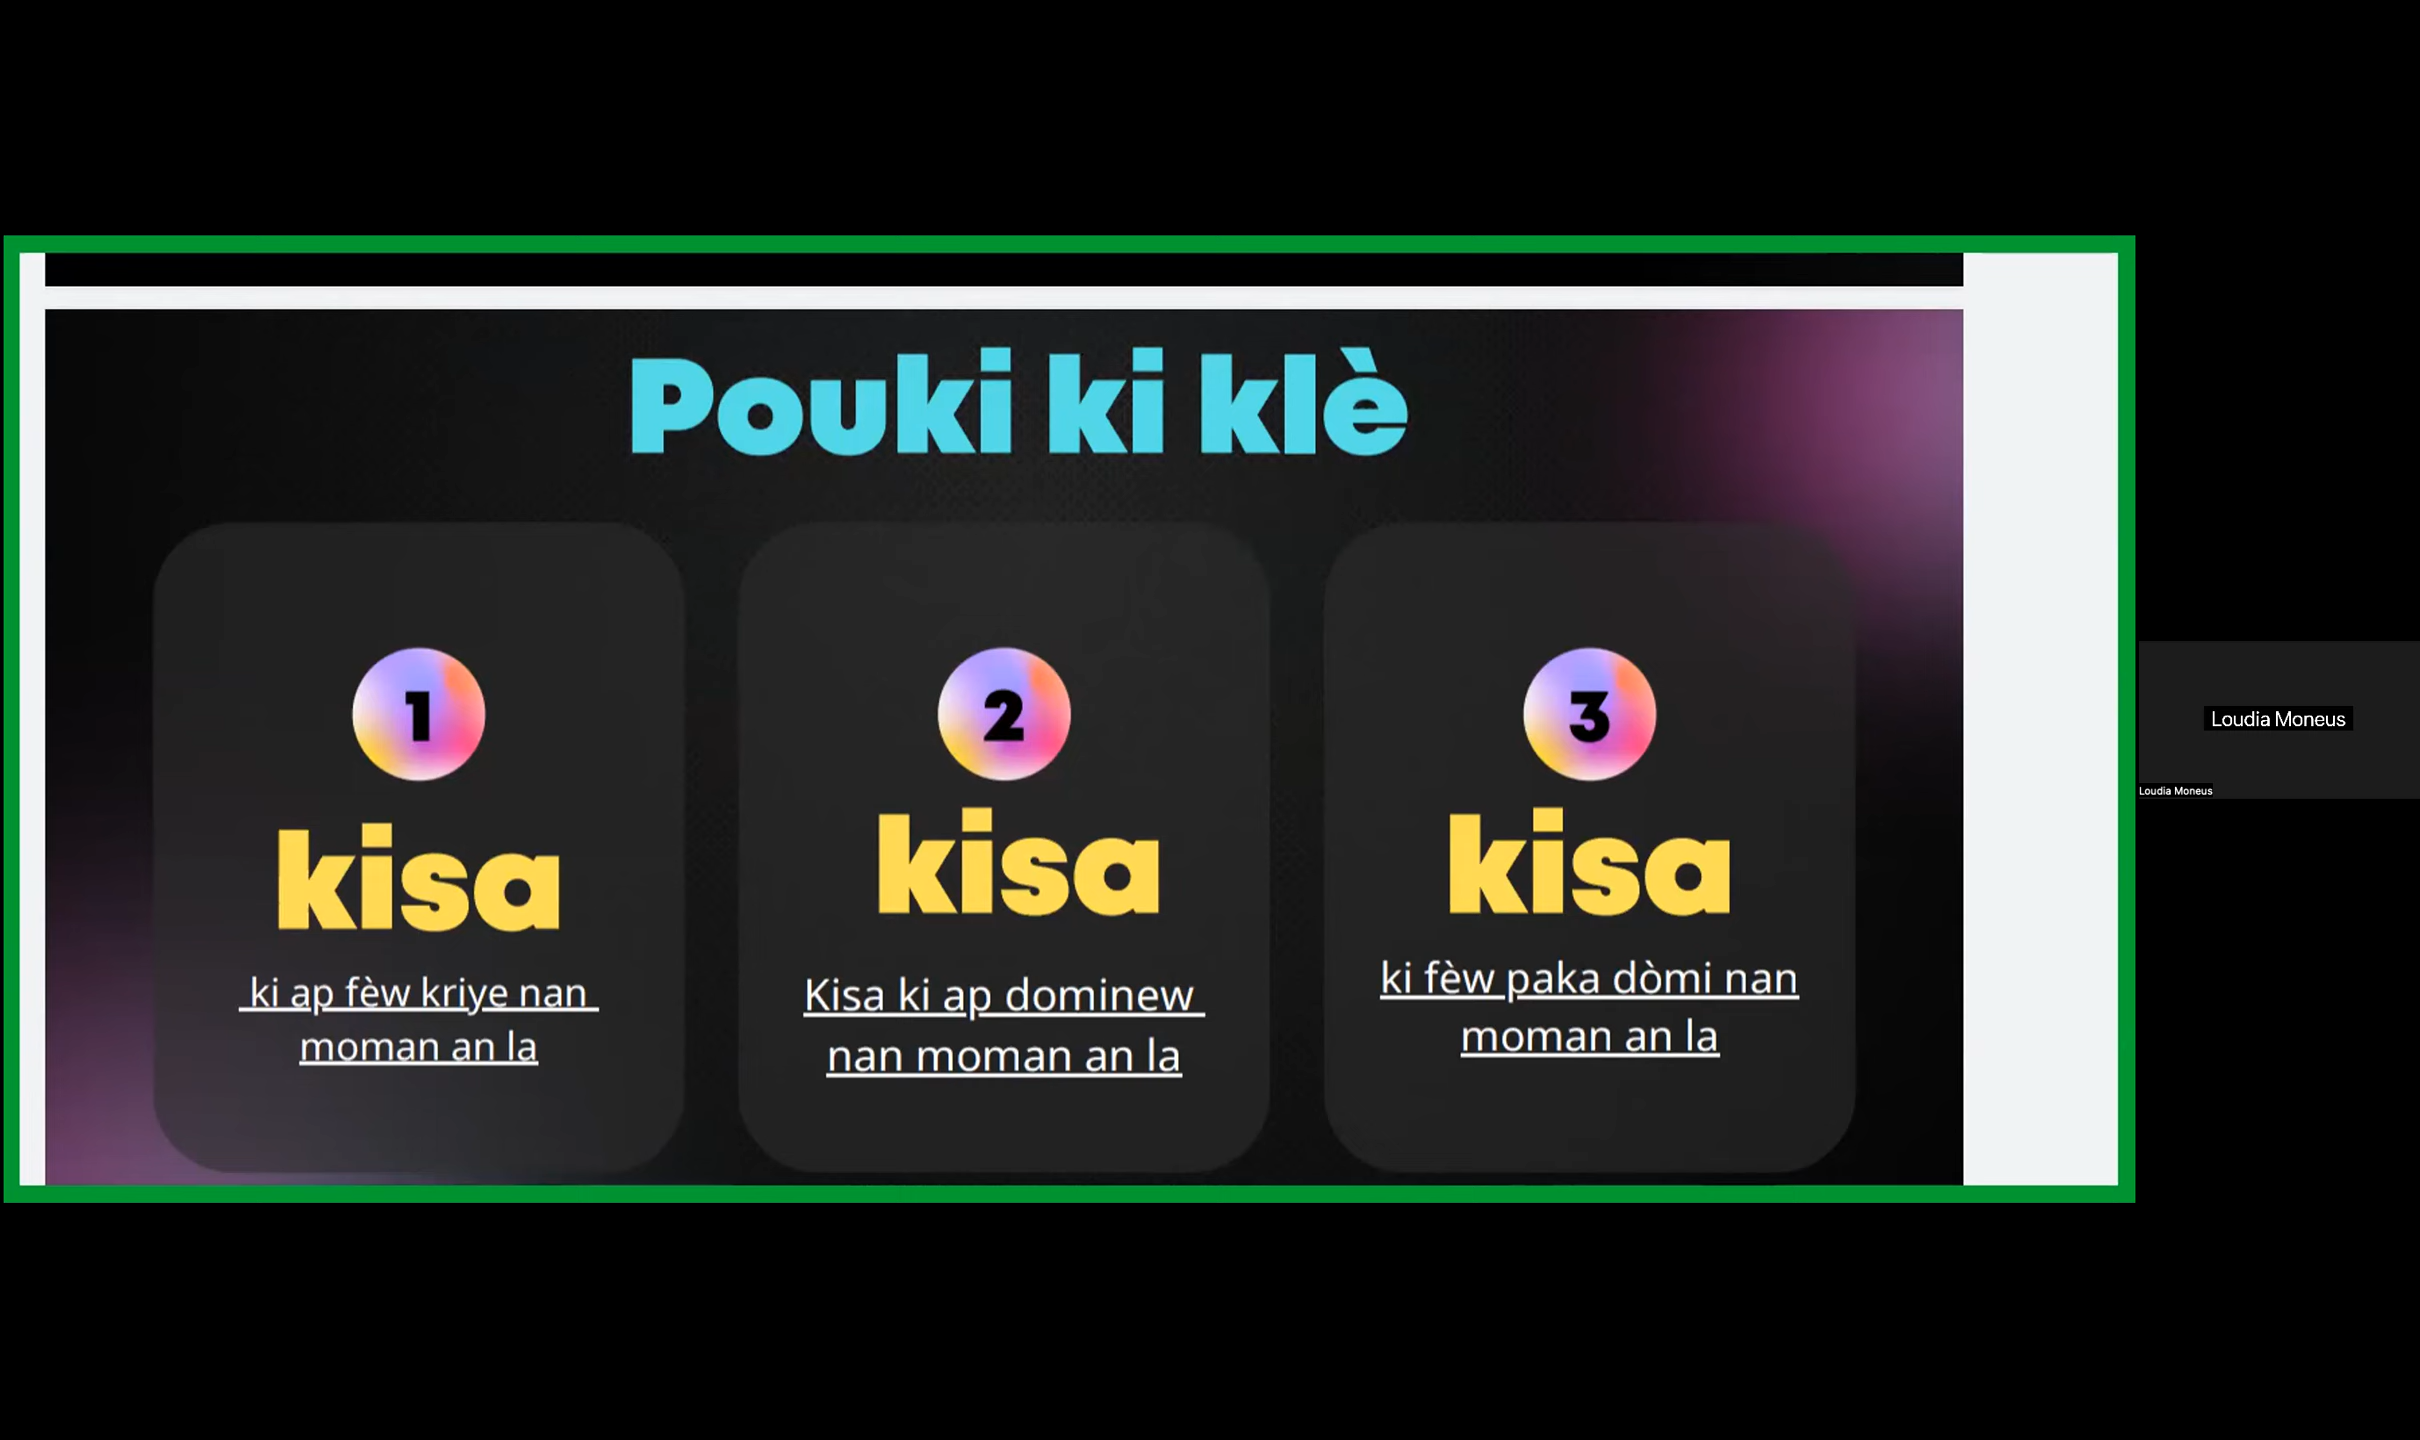 Pouki ki klè
1
kisa
ki ap fèw kriye nan
moman an la
2
kisa
Kisa ki ap dominew
nan moman an la
3
kisa
ki fèw paka dòmi nan
moman an la
Loudia Moneus
Loudia Moneus